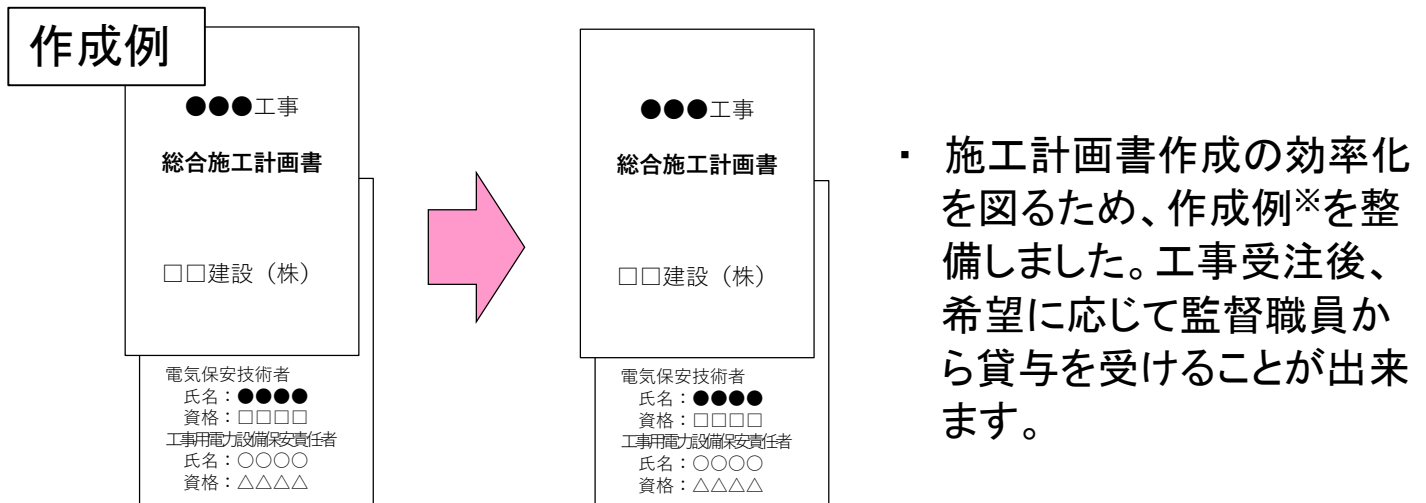 作成例
●●●工事
総合施工計画書
□□建設（株）
電気保安技術者
氏名：●●●●
資格：□□□□
工事用電力設備保安責任者
氏名：○○○○
資格：△△△△
●●●工事
総合施工計画書
□□建設（株）
電気保安技術者
氏名：●●●●
資格：□□□□
工事用電力設備保安責任者
氏名：○○○○
資格：△△△△
・ 施工計画書作成の効率化
を図るため、作成例※を整
備しました。工事受注後、
希望に応じて監督職員か
ら貸与を受けることが出来
ます。